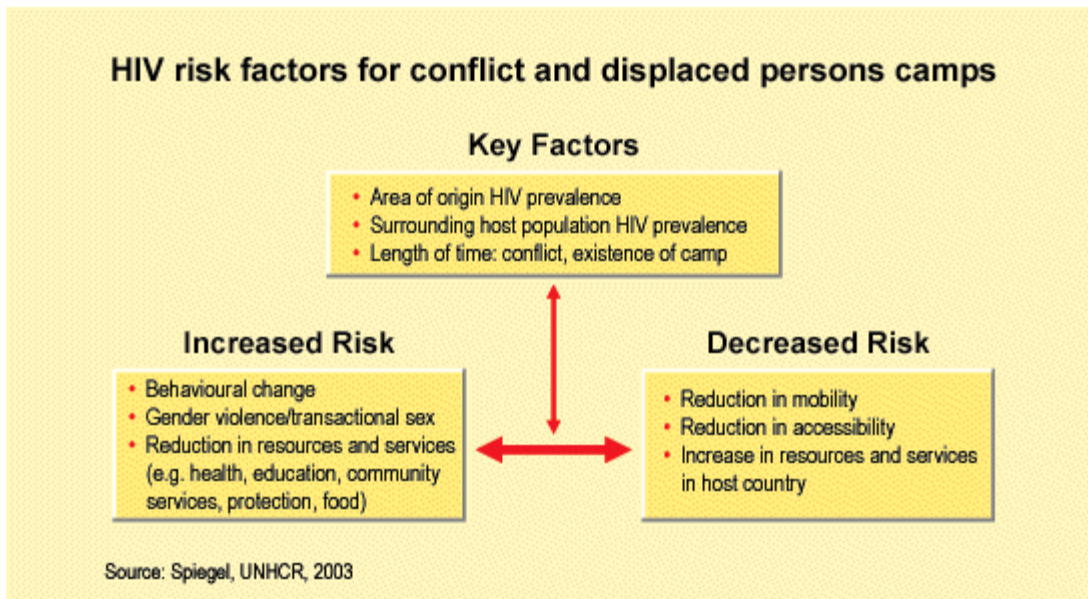 HIV risk factors for conflict and displaced persons camps
Key Factors
• Area of origin HIV prevalence
• Surrounding host population HIV prevalence
• Length of time: conflict, existence of camp
Increased Risk
• Behavioural change
• Gender violence/transactional sex
• Reduction in resources and services
(e.g. health, education, community
services, protection, food)
Decreased Risk
• Reduction in mobility
• Reduction in accessibility
• Increase in resources and services
in host country
Source: Spiegel, UNHCR, 2003